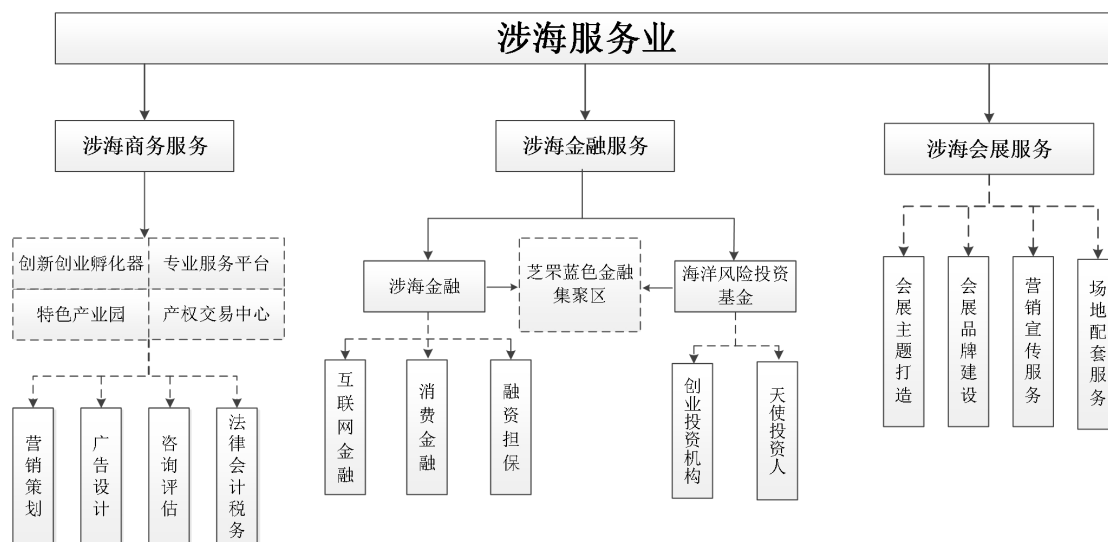 涉海服务业
涉海商务服务
涉海金融服务
涉海会展服务
创新创业孵化器
专业服务平台
特色产业园
产权交易中心
营销策划
广告设计
咨询评估
法律会计税务
涉海金融
芝罘蓝色金融
集聚区
海洋风险投资
基金
互联网金融
消费金融
融资担保
创业投资机构
天使投资人
会展主题打造
会展品牌建设
营销宣传服务
场地配套服务